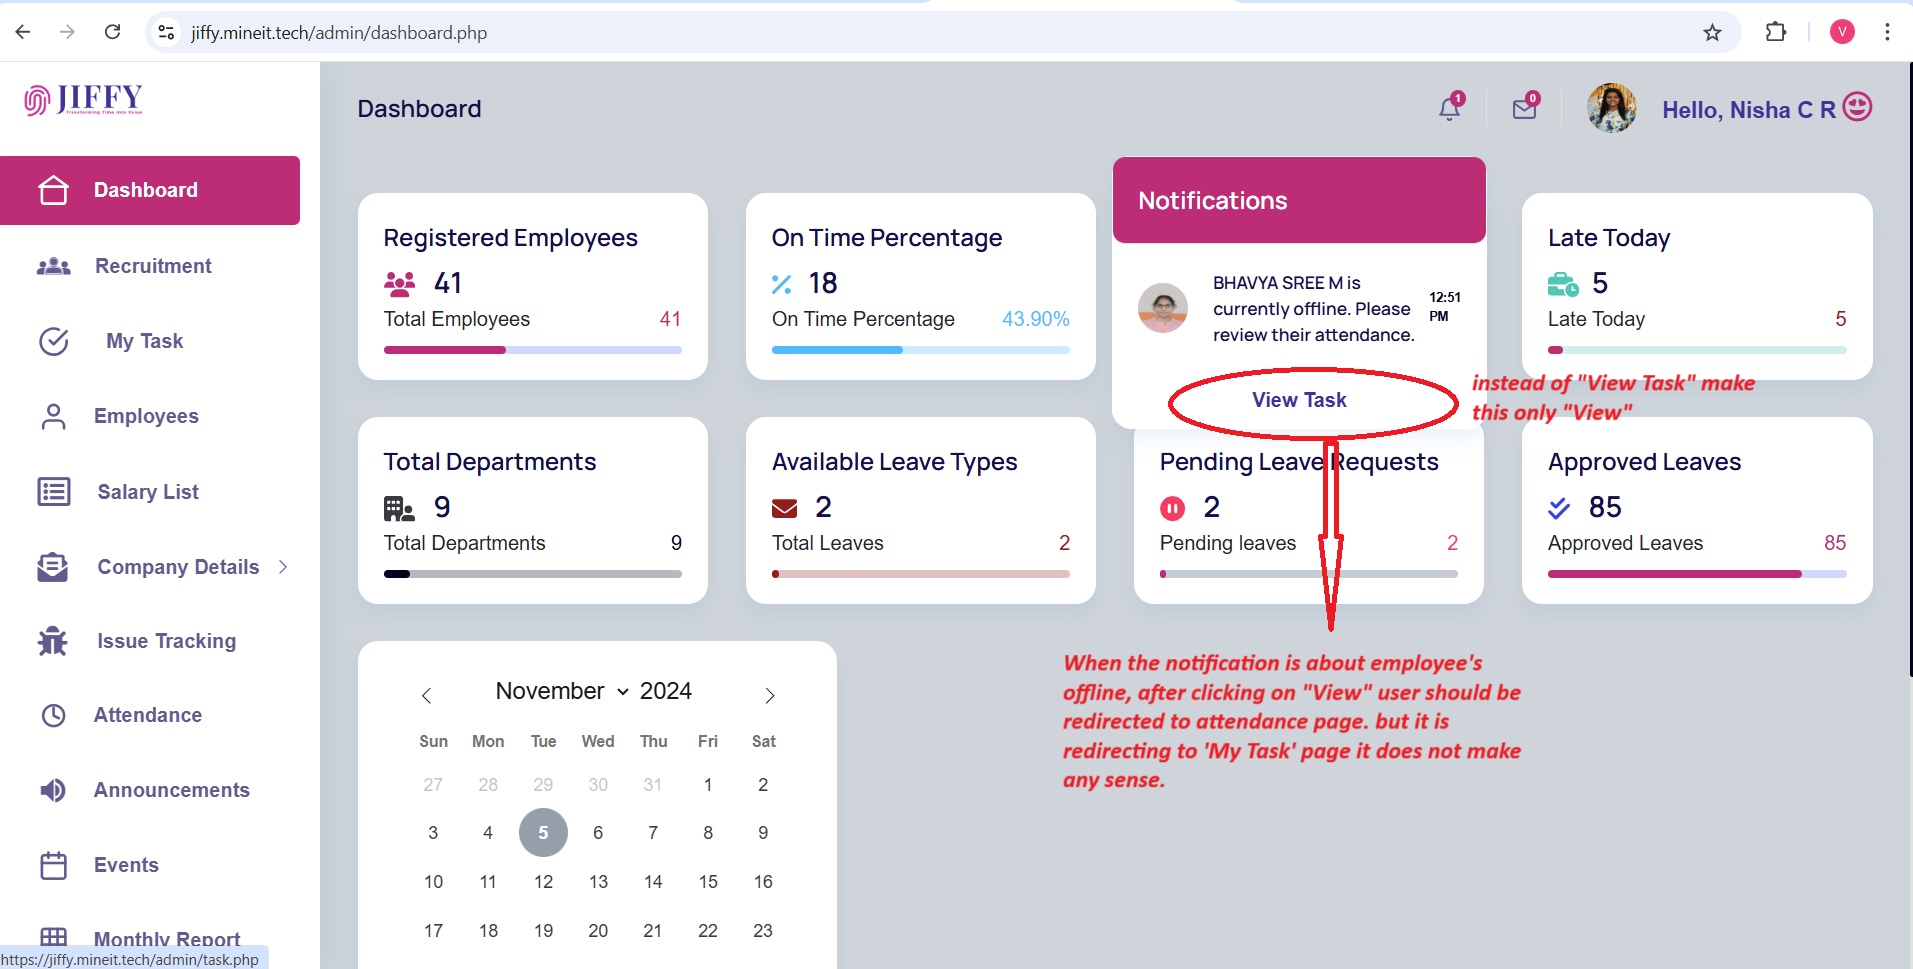 jiffy.mineit.tech/admin/dashboard.php
V
JIFFY
Transforming Time Into Value
Dashboard
1
0
Hello, Nisha C R
Dashboard
Recruitment
My Task
Employees
Salary List
Company Details
Issue Tracking
Attendance
Announcements
Events
Monthly Report
https://jiffy.mineit.tech/admin/task.php
Registered Employees
41
Total Employees 41
On Time Percentage
18
On Time Percentage 43.90%
Notifications
BHAVYA SREE M is
currently offline. Please
review their attendance.
12:51
PM
View Task
Late Today
5
Late Today 5
instead of "View Task" make
this only "View"
Total Departments
9
Total Departments 9
Available Leave Types
2
Total Leaves 2
Pending Leave Requests
2
Pending leaves 2
Approved Leaves
85
Approved Leaves 85
When the notification is about employee's
offline, after clicking on "View" user should be
redirected to attendance page. but it is
redirecting to 'My Task' page it does not make
any sense.
November 2024
Sun Mon Tue Wed Thu Fri Sat
27 28 29 30 31 1 2
3 4 5 6 7 8 9
10 11 12 13 14 15 16
17 18 19 20 21 22 23